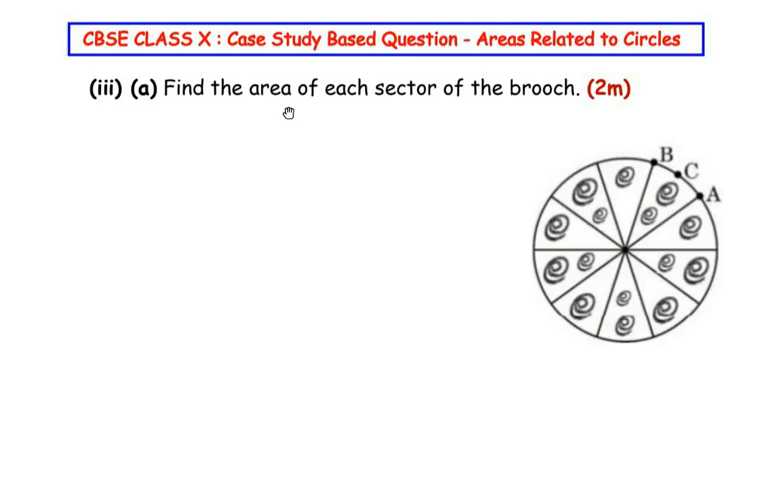 CBSE CLASS X : Case Study Based Question - Areas Related to Circles
(iii) (a) Find the area of each sector of the brooch. (2m)
B
C
A